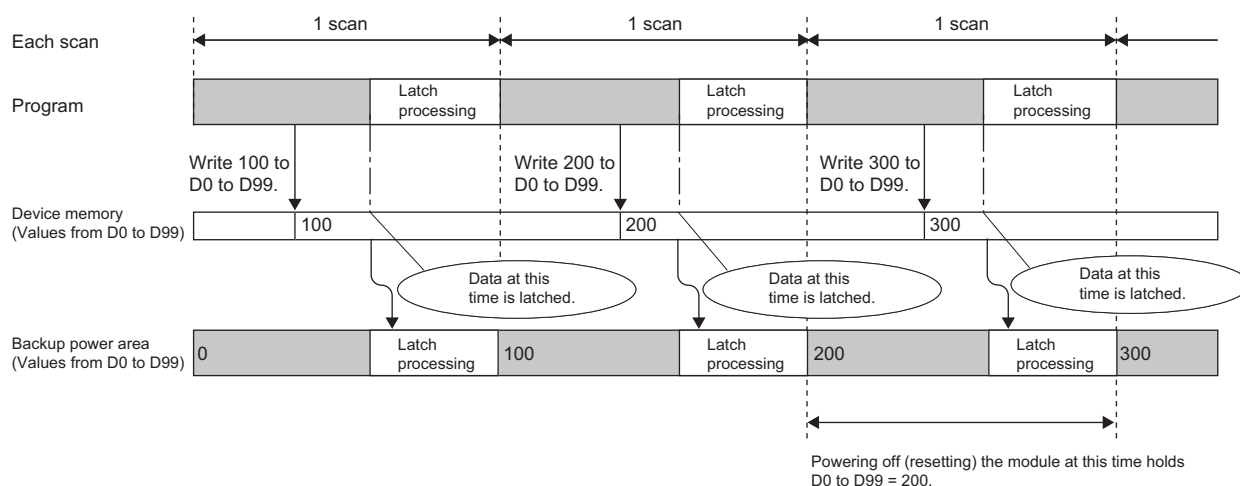 1 scan
1 scan
1 scan
Each scan
Program
Latch
processing
Latch
processing
Latch
processing
Write 100 to
D0 to D99.
Write 200 to
D0 to D99.
Write 300 to
D0 to D99.
Device memory
(Values from D0 to D99)
100
200
300
Data at this
time is latched.
Data at this
time is latched.
Data at this
time is latched.
Backup power area
(Values from D0 to D99)
0
Latch
processing
100
Latch
processing
200
Latch
processing
300
Powering off (resetting) the module at this time holds
D0 to D99 = 200.